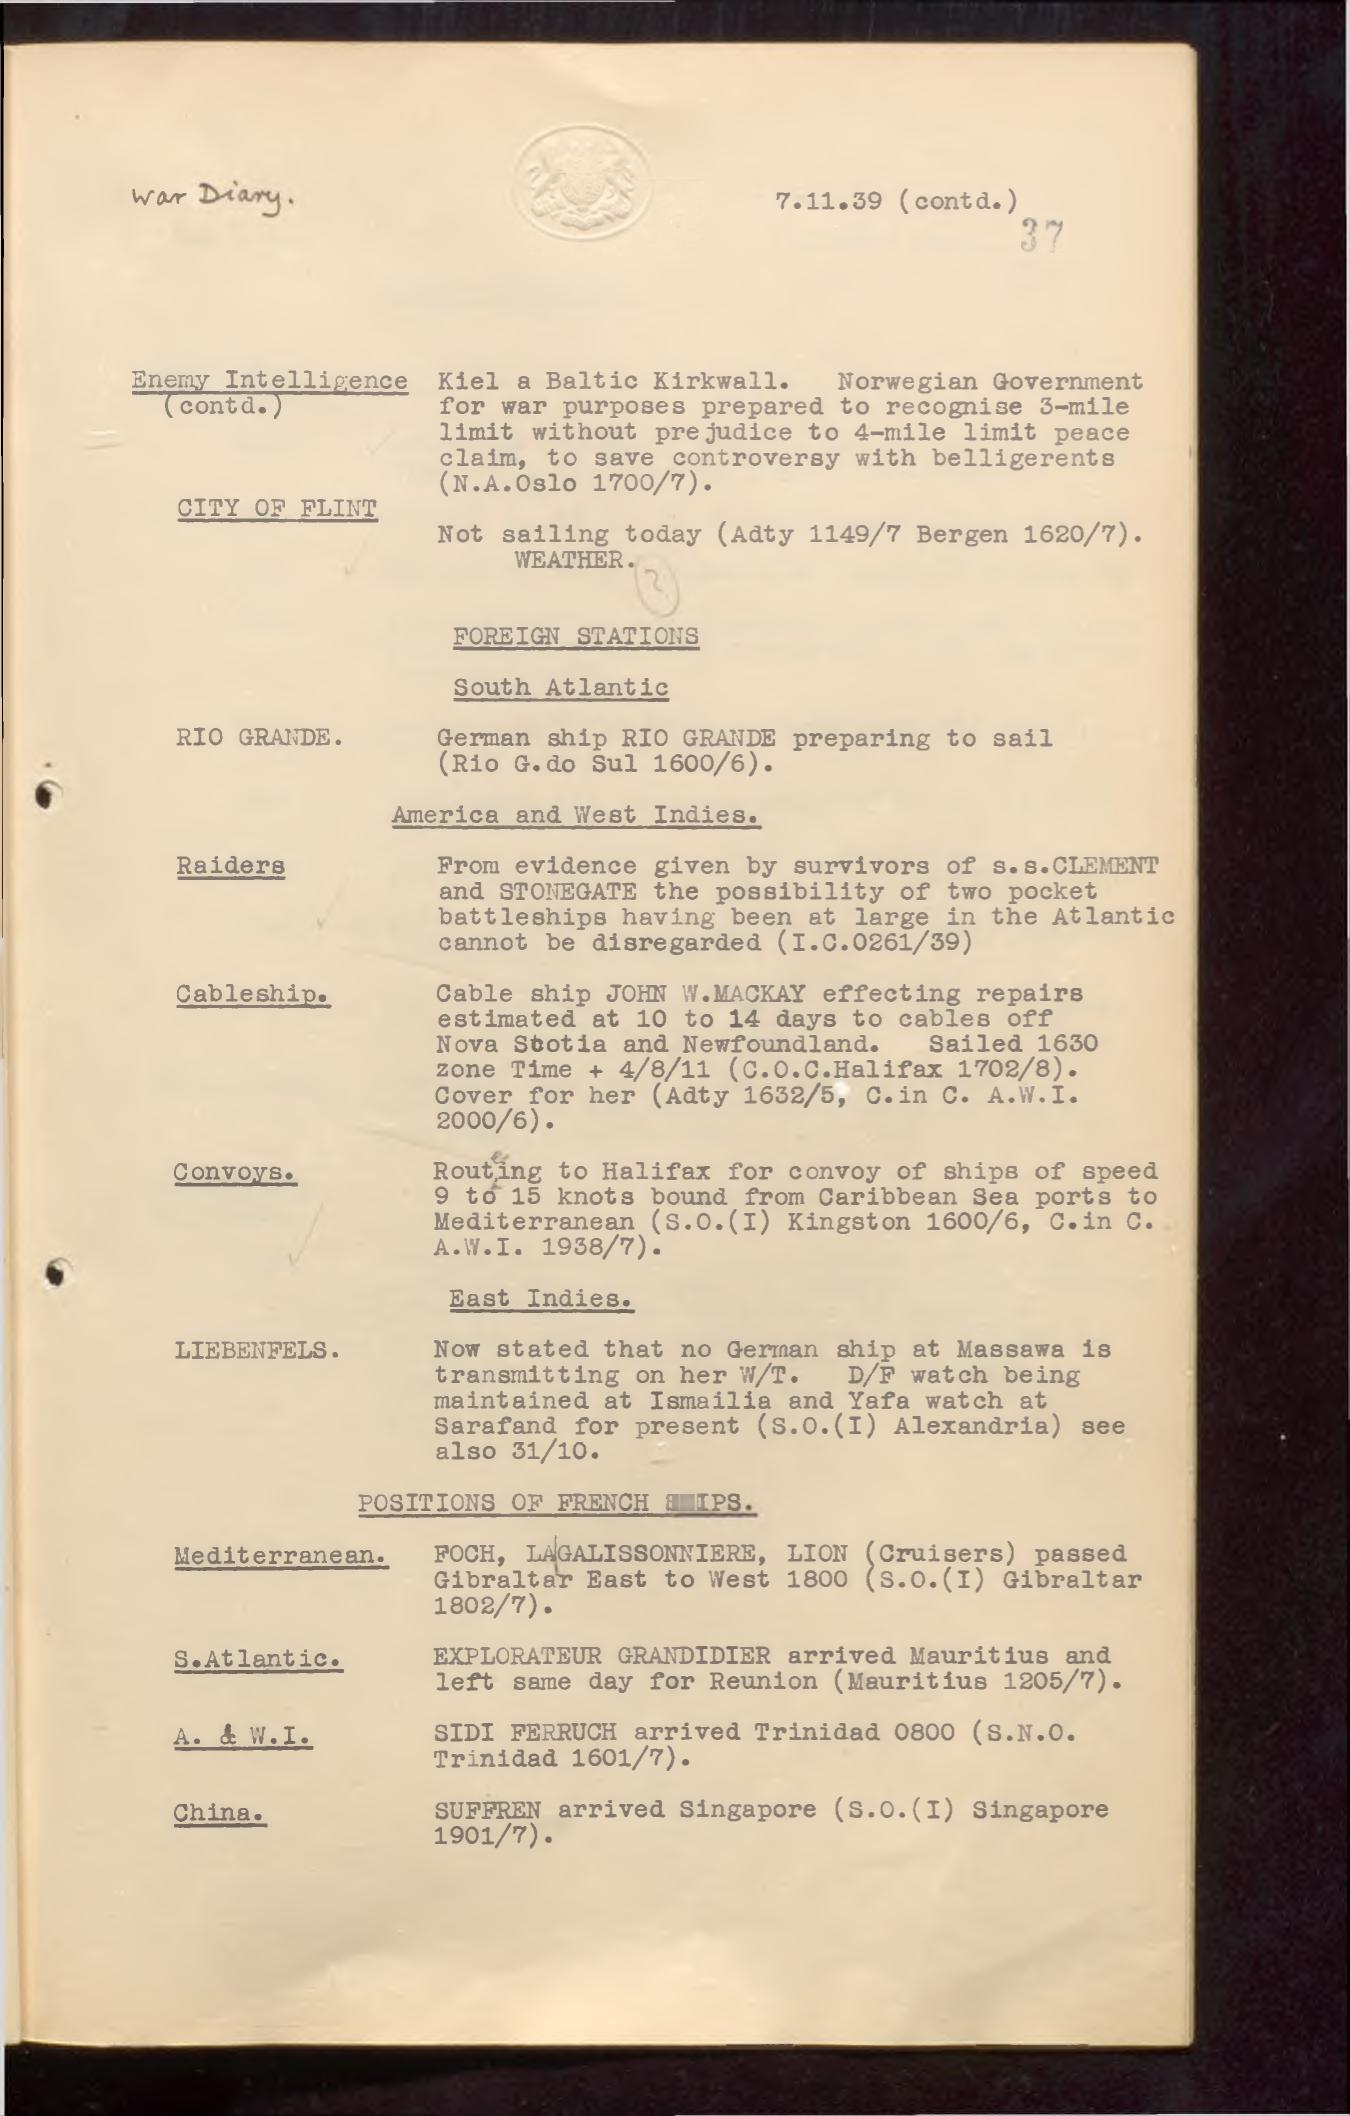 War Diary.
7.11.39 (contd.)
37
Enemy Intelligence
(contd.)
Kiel a Baltic Kirkwall. Norwegian Government
for war purposes prepared to recognise 3-mile
limit without prejudice to 4-mile limit peace
claim, to save controversy with belligerents
(N.A.Oslo 1700/7).
CITY OF FLINT
Not sailing today (Adty 1149/7 Bergen 1620/7).
WEATHER.
?
FOREIGN STATIONS
South Atlantic
RIO GRANDE.
German ship RIO GRANDE preparing to sail
(Rio G.do Sul 1600/6).
America and West Indies.
Raiders
From evidence given by survivors of s.s.CLEMENT
and STONEGATE the possibility of two pocket
battleships having been at large in the Atlantic
cannot be disregarded (I.C.0261/39)
Cableship.
Cable ship JOHN W.MACKAY effecting repairs
estimated at 10 to 14 days to cables off
Nova Scotia and Newfoundland. Sailed 1630
zone Time + 4/8/11 (C.O.C.Halifax 1702/8).
Cover for her (Adty 1632/5, C.in C. A.W.I.
2000/6).
Convoys.
Routeing to Halifax for convoy of ships of speed
9 to 15 knots bound from Caribbean Sea ports to
Mediterranean (S.O.(I) Kingston 1600/6, C.in C.
A.W.I. 1938/7).
East Indies.
LIEBENFELS.
Now stated that no German ship at Massawa is
transmitting on her W/T. D/F watch being
maintained at Ismailia and Yafa watch at
Sarafand for present (S.O.(I) Alexandria) see
also 31/10.
POSITIONS OF FRENCH SHIPS.
Mediterranean.
FOCH, LA GALISSONNIERE, LION (Cruisers) passed
Gibraltar East to West 1800 (S.O.(I) Gibraltar
1802/7).
S.Atlantic.
EXPLORATEUR GRANDIDIER arrived Mauritius and
left same day for Reunion (Mauritius 1205/7).
A. & W.I.
SIDI FERRUCH arrived Trinidad 0800 (S.N.O.
Trinidad 1601/7).
China.
SUFFREN arrived Singapore (S.O.(I) Singapore
1901/7).